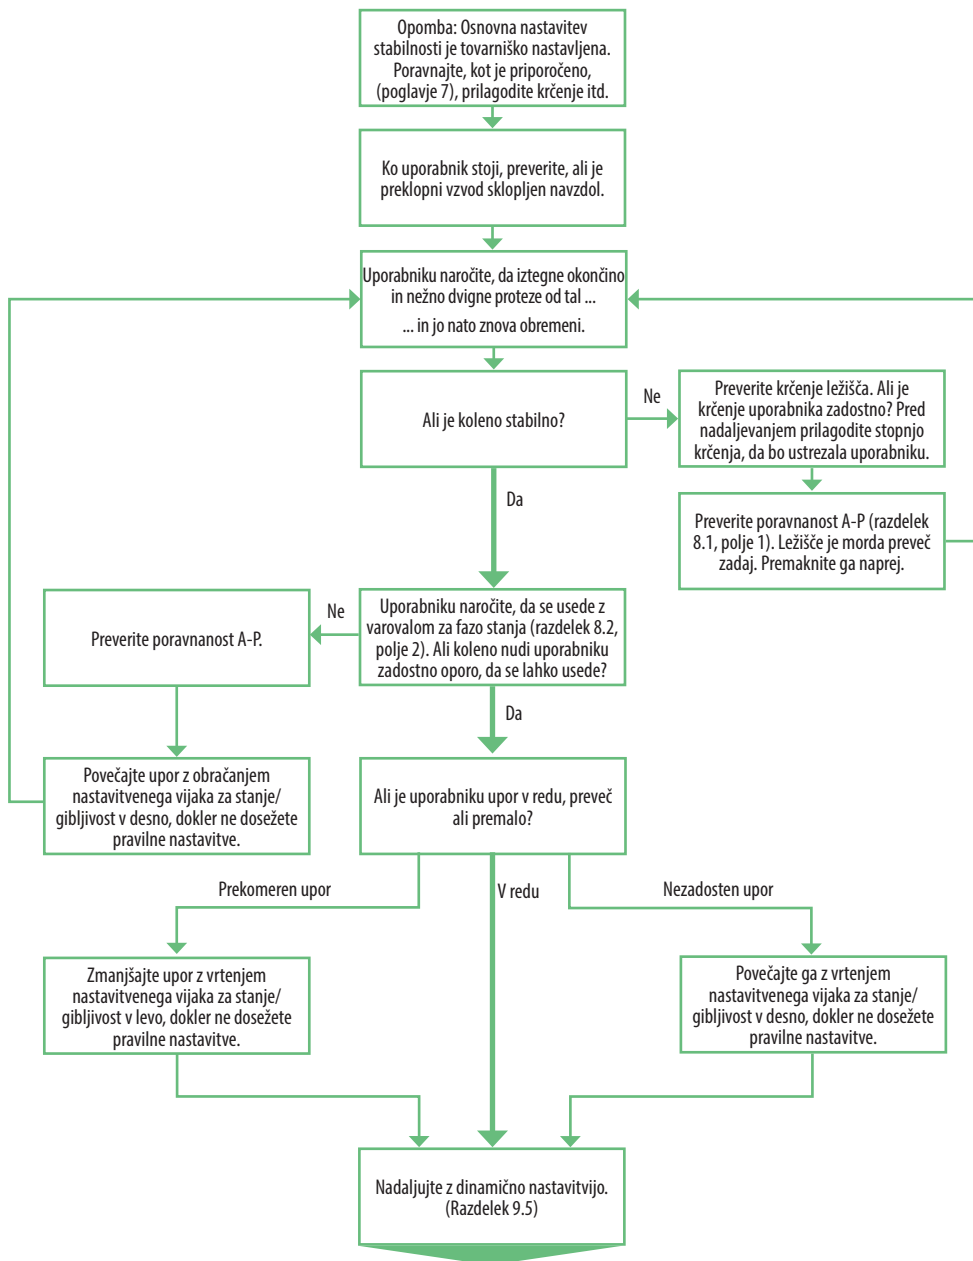 Opomba: Osnovna nastavitev
stabilnosti je tovarniško nastavljena.
Poravnajte, kot je priporočeno,
(poglavje 7), prilagodite krčenje itd.
Ko uporabnik stoji, preverite, ali je
preklopni vzvod sklopljen navzdol.
Uporabniku naročite, da iztegne okončino
in nežno dvigne proteze od tal ...
... in jo nato znova obremeni.
Ali je koleno stabilno?
Ne
Preverite krčenje ležišča. Ali je
krčenje uporabnika zadostno? Pred
nadaljevanjem prilagodite stopnjo
krčenja, da bo ustrezala uporabniku.
Preverite poravnanost A-P (razdelek
8.1, polje 1). Ležišče je morda preveč
zadaj. Premaknite ga naprej.
Da
Uporabniku naročite, da se usede z
varovalom za fazo stanja (razdelek 8.2,
polje 2). Ali koleno nudi uporabniku
zadostno oporo, da se lahko usede?
Ne
Preverite poravnanost A-P.
Povečajte upor z obračanjem
nastavitvenega vijaka za stanje/
gibljivost v desno, dokler ne dosežete
pravilne nastavitve.
Da
Ali je uporabniku upor v redu, preveč
ali premalo?
Prekomeren upor
V redu
Nezadosten upor
Zmanjšajte upor z vrtenjem
nastavitvenega vijaka za stanje/
gibljivost v levo, dokler ne dosežete
pravilne nastavitve.
Povečajte ga z vrtenjem
nastavitvenega vijaka za stanje/
gibljivost v desno, dokler ne dosežete
pravilne nastavitve.
Nadaljujte z dinamično nastavitvijo.
(Razdelek 9.5)